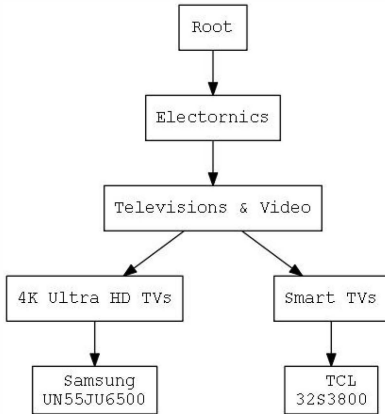 Root
Electornics
Televisions & Video
4K Ultra HD TVs
Smart TVs
Samsung
UN55JU6500
TCL
32S3800